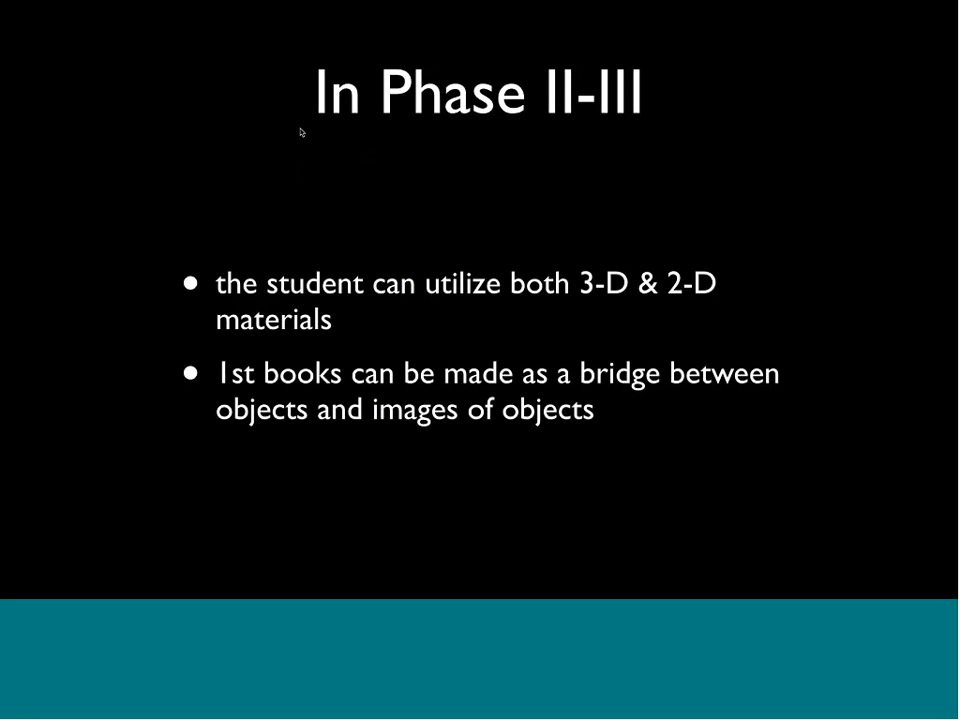 In Phase II-III
• the student can utilize both 3-D & 2-D
materials
• 1st books can be made as a bridge between
objects and images of objects